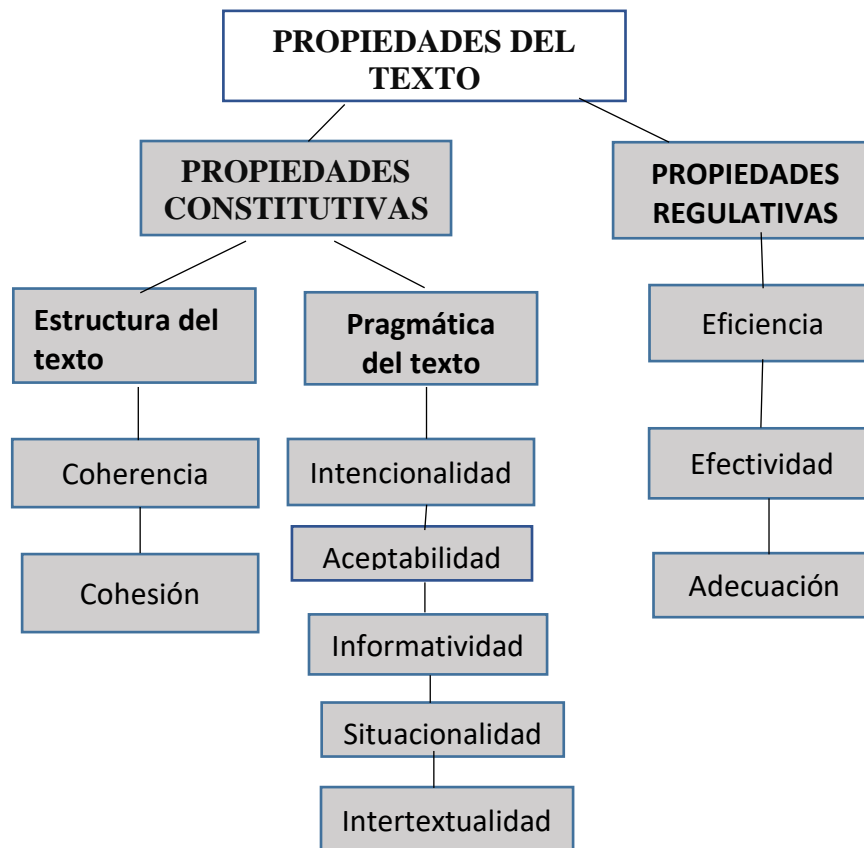 PROPIEDADES DEL
TEXTO
PROPIEDADES
CONSTITUTIVAS
PROPIEDADES
REGULATIVAS
Estructura del
texto
Pragmática
del texto
Eficiencia
Coherencia
Intencionalidad
Efectividad
Aceptabilidad
Cohesión
Adecuación
Informatividad
Situacionalidad
Intertextualidad